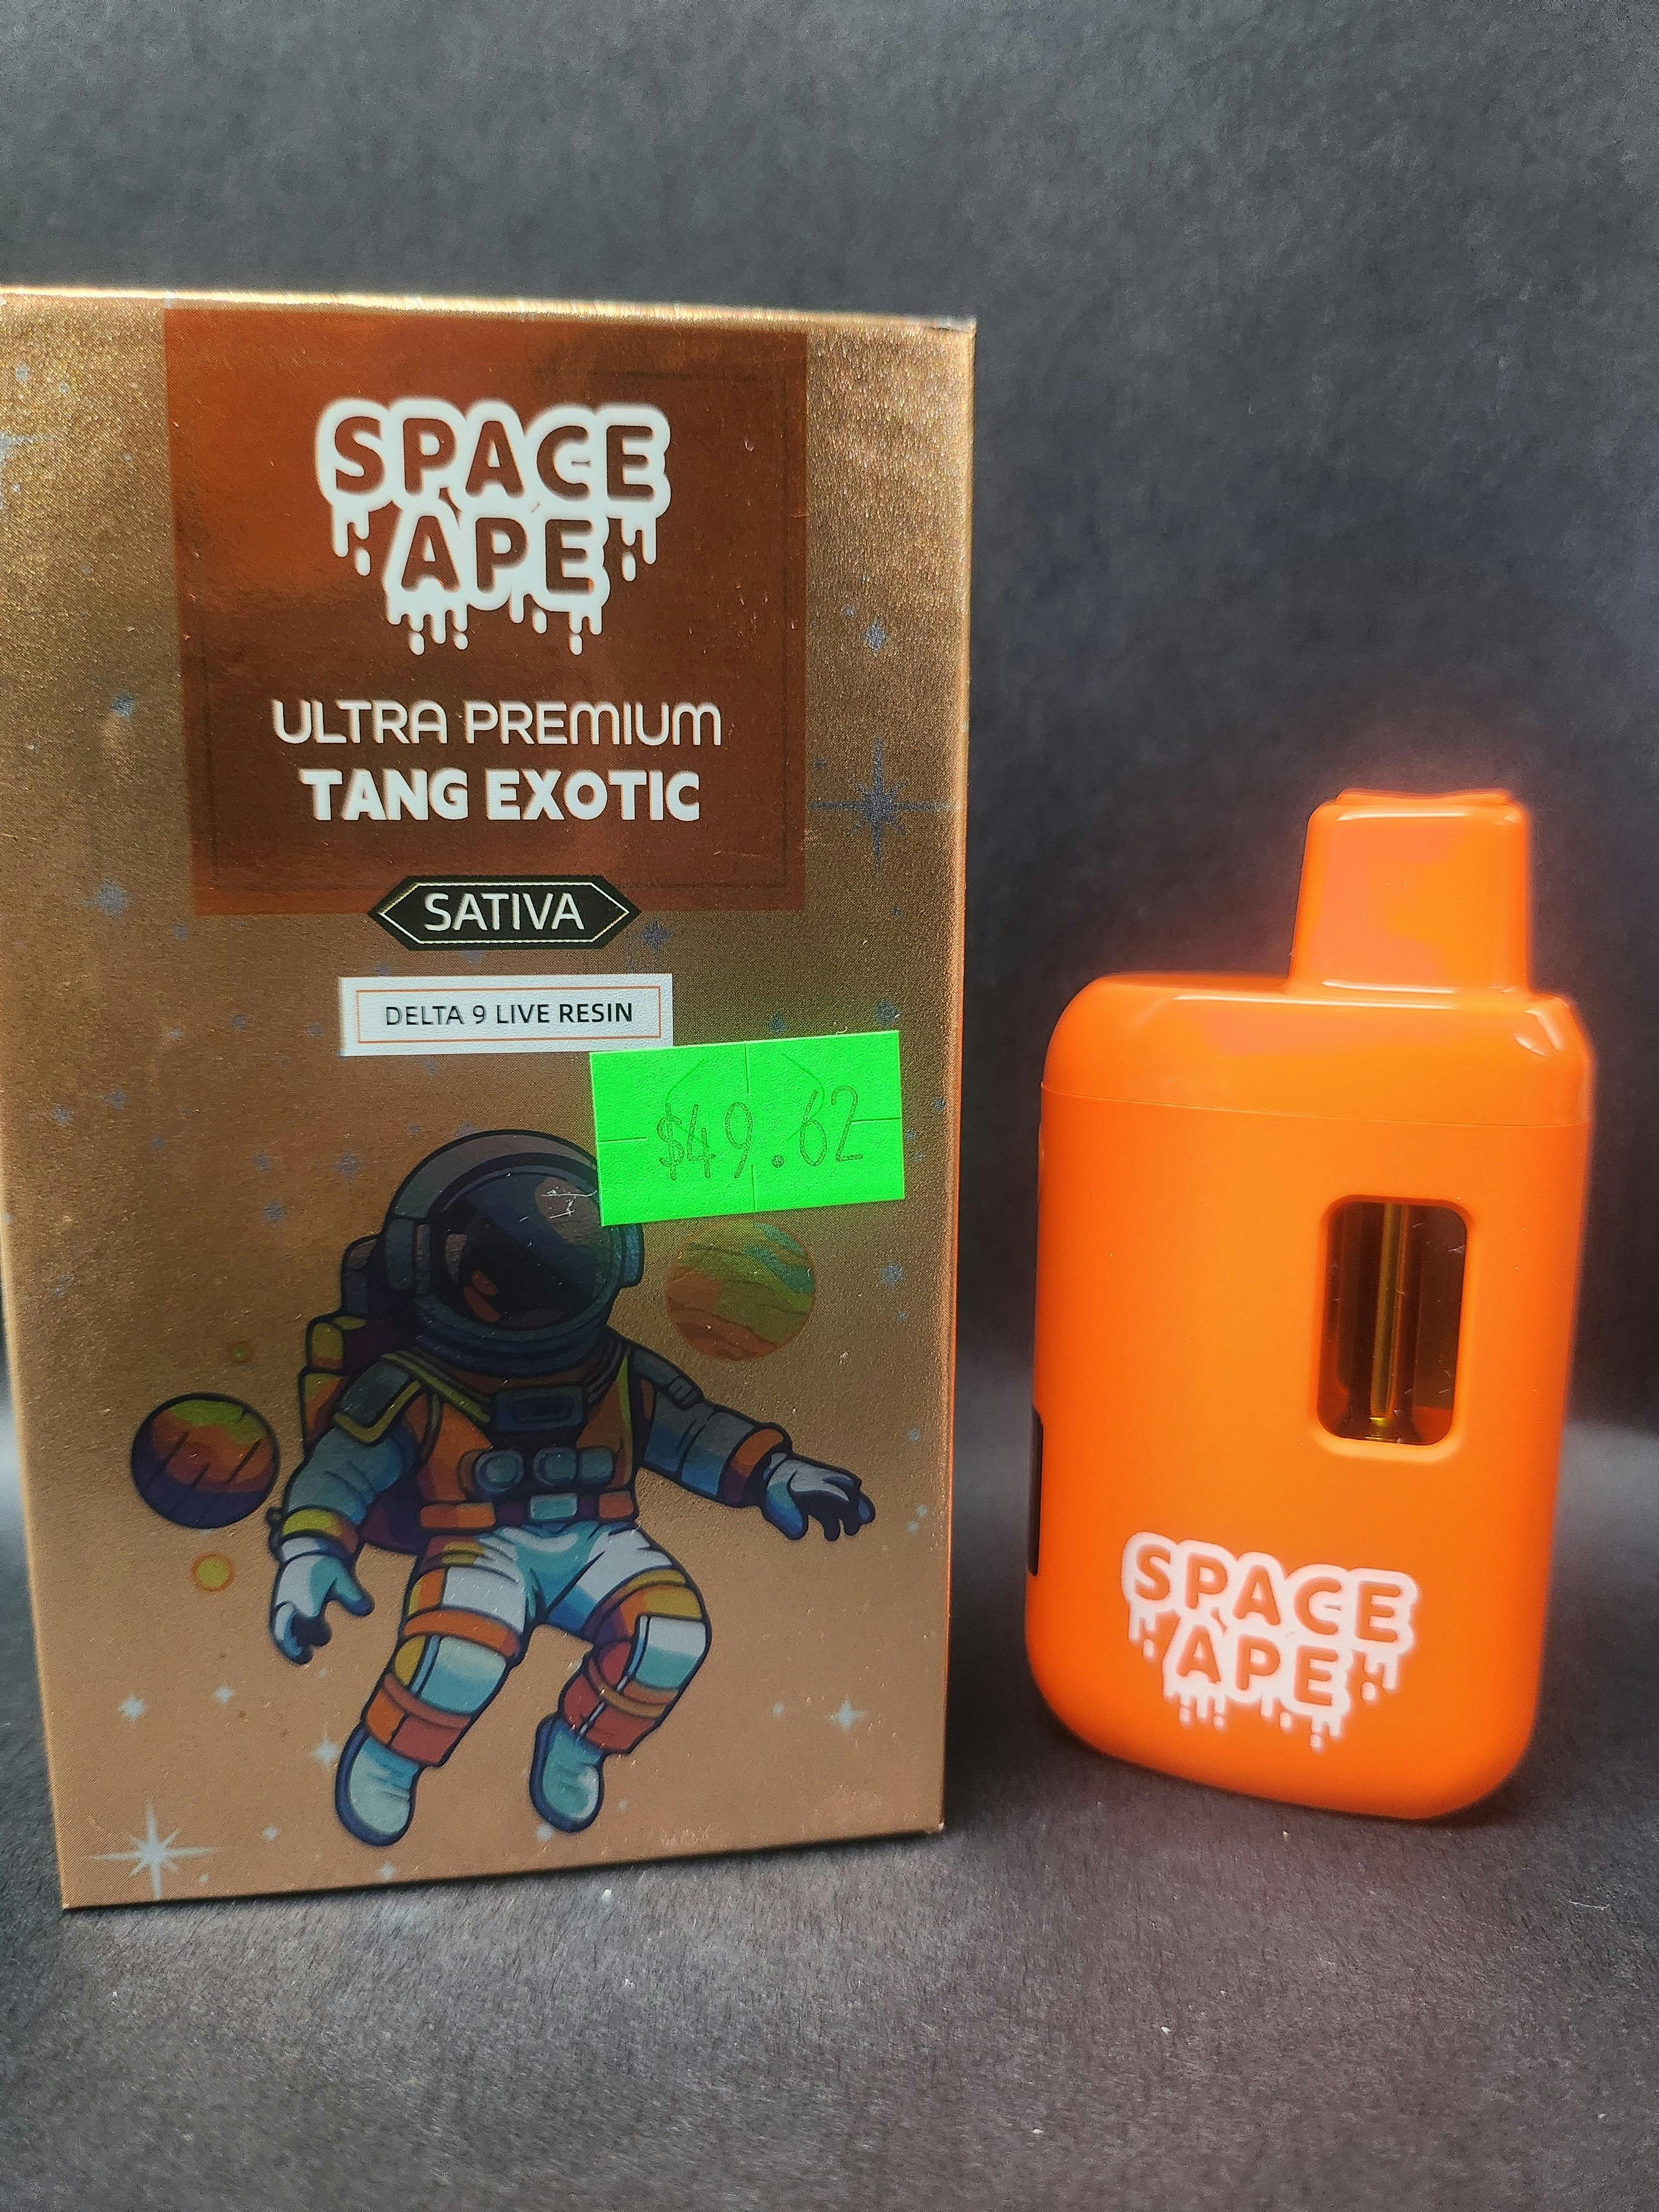 SPACE
APE
ULTRA PREMIUM
TANG EXOTIC
SATIVA
DELTA 9 LIVE RESIN
$49.62
SPACE
APE